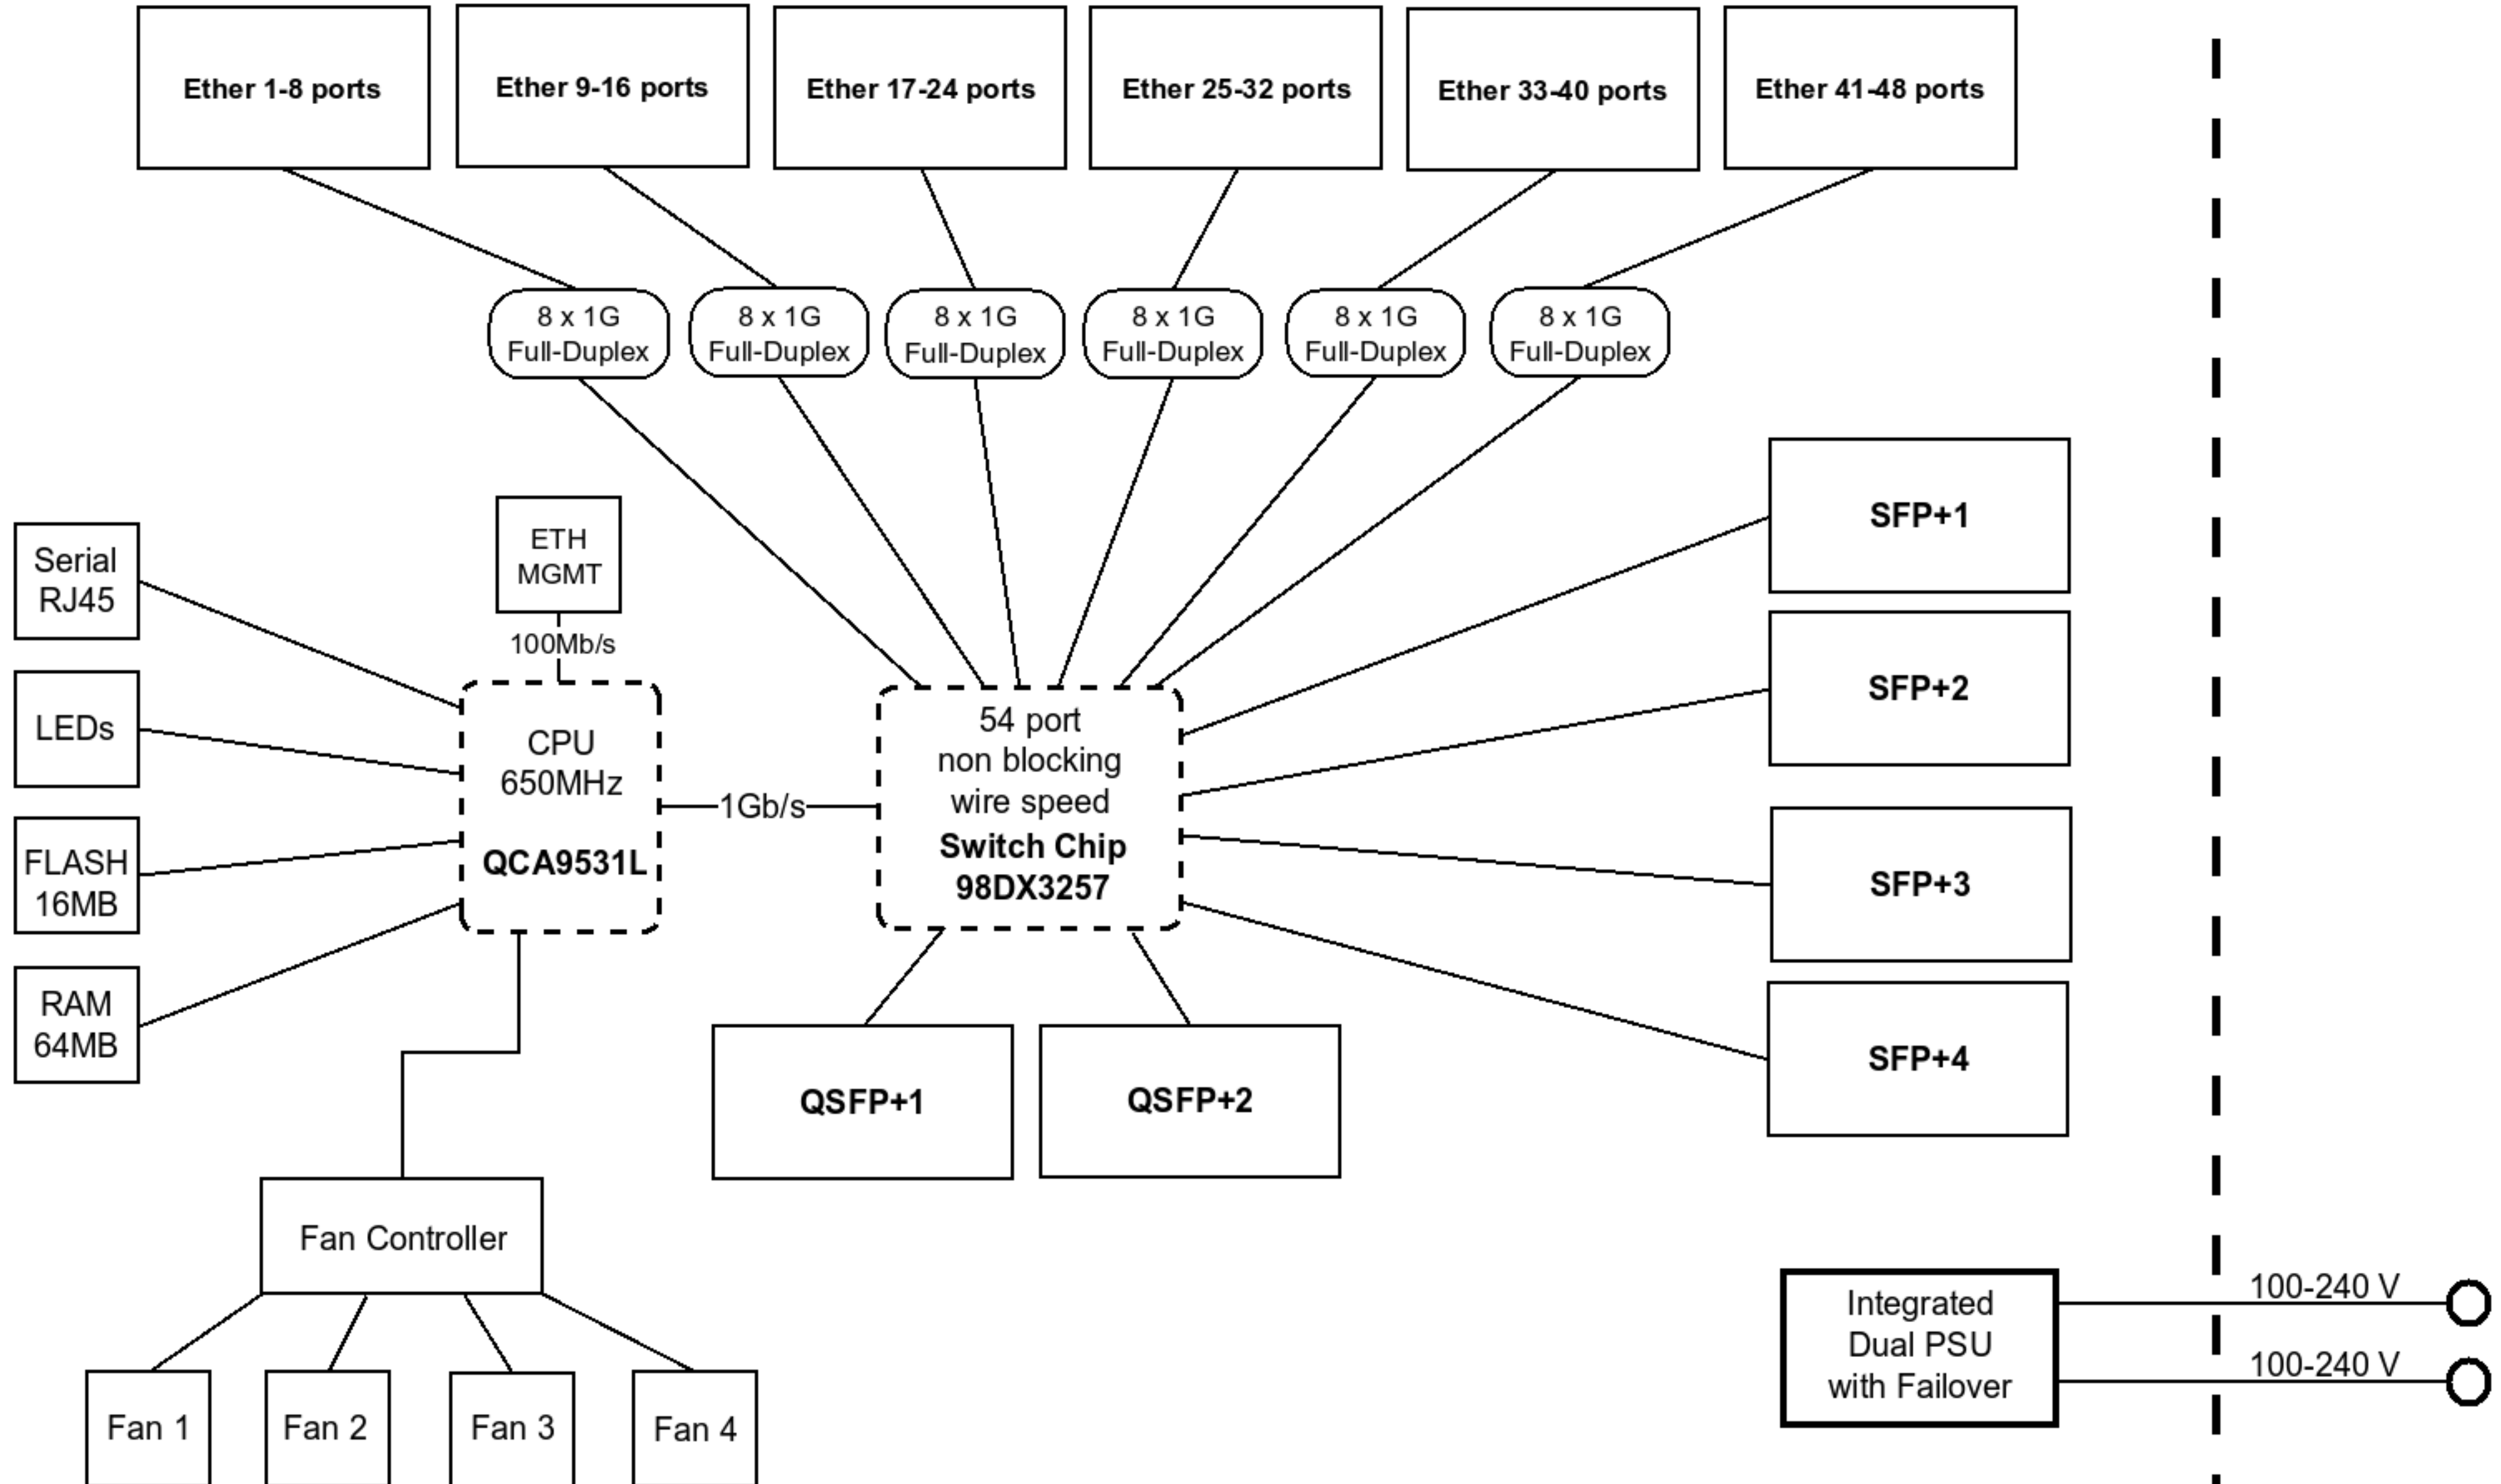 Ether 1-8 ports
Ether 9-16 ports
Ether 17-24 ports
Ether 25-32 ports
Ether 33-40 ports
Ether 41-48 ports
8 x 1G
Full-Duplex
8 x 1G
Full-Duplex
8 x 1G
Full-Duplex
8 x 1G
Full-Duplex
8 x 1G
Full-Duplex
8 x 1G
Full-Duplex
Serial
RJ45
LEDs
FLASH
16MB
RAM
64MB
ETH
MGMT
100Mb/s
CPU
650MHz
QCA9531L
1Gb/s
54 port
non blocking
wire speed
Switch Chip
98DX3257
SFP+1
SFP+2
SFP+3
SFP+4
QSFP+1
QSFP+2
Fan Controller
Fan 1
Fan 2
Fan 3
Fan 4
Integrated
Dual PSU
with Failover
100-240 V
100-240 V